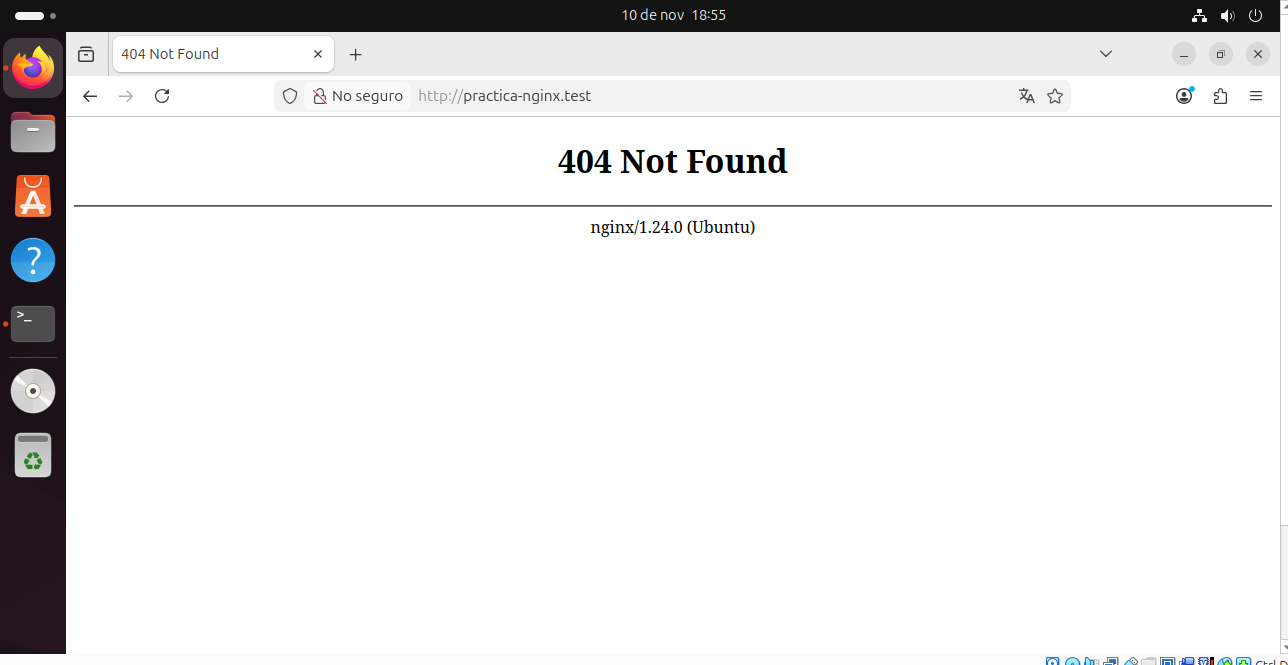 10 de nov 18:55
404 Not Found
No seguro http://practica-nginx.test
404 Not Found
nginx/1.24.0 (Ubuntu)